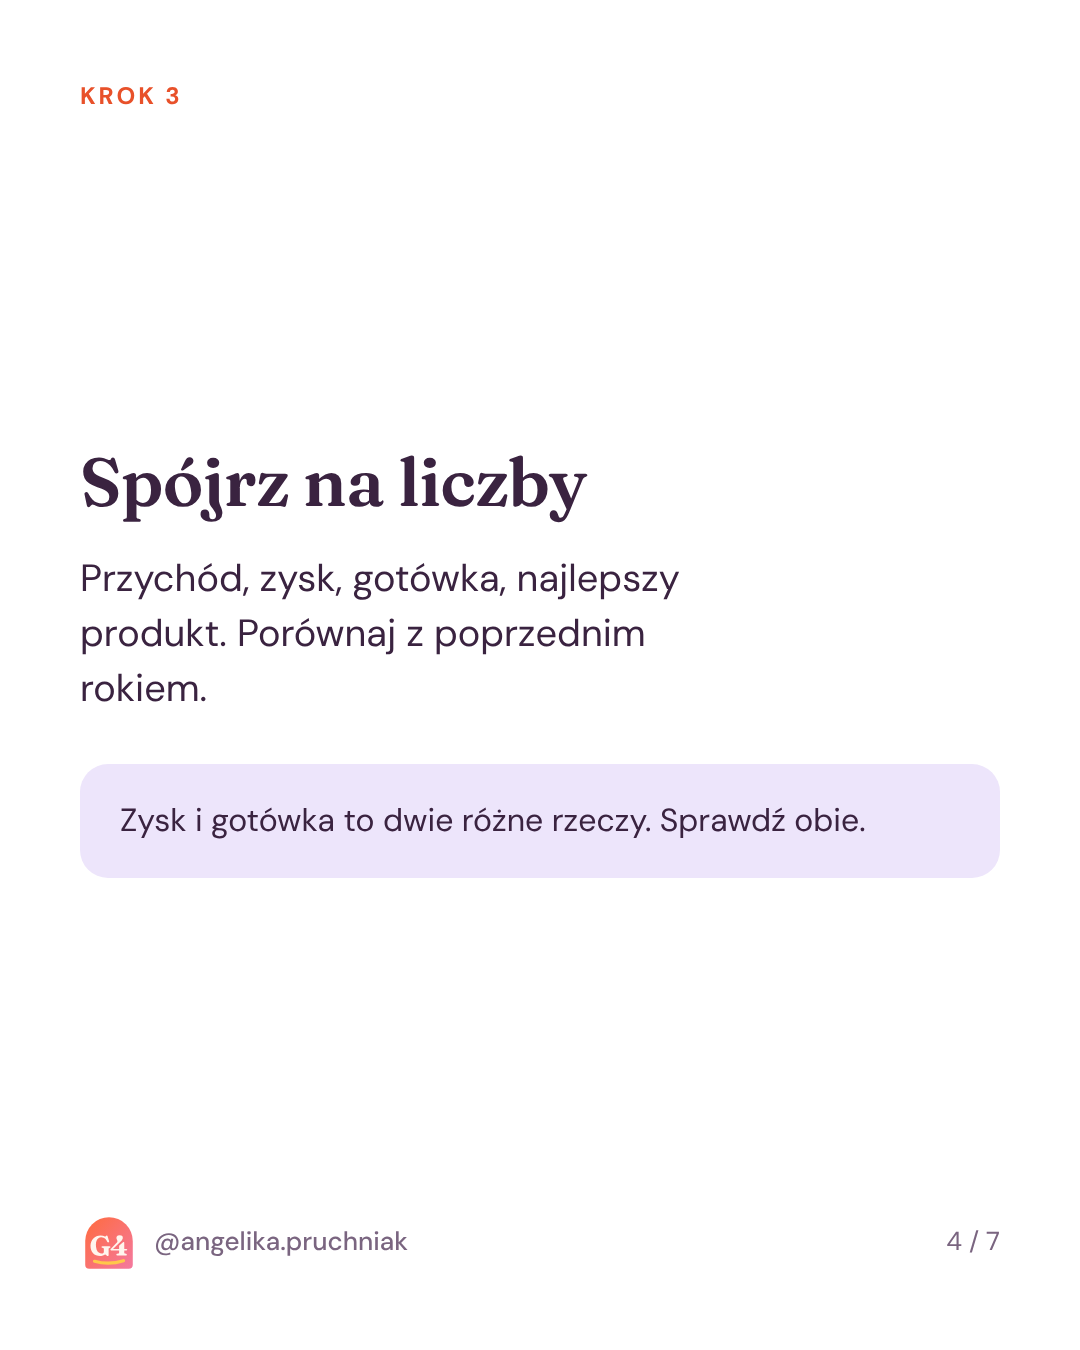 KROK 3
Spójrz na liczby
Przychód, zysk, gotówka, najlepszy
produkt. Porównaj z poprzednim
rokiem.
Zysk i gotówka to dwie różne rzeczy. Sprawdź obie.
G4
@angelika.pruchniak
4 / 7